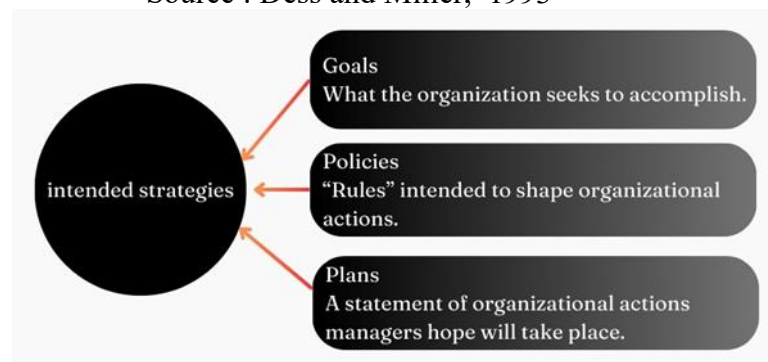 Source : Dess and Miller, 1993
Goals
What the organization seeks to accomplish.
intended strategies
Policies
“Rules” intended to shape organizational
actions.
Plans
A statement of organizational actions
managers hope will take place.